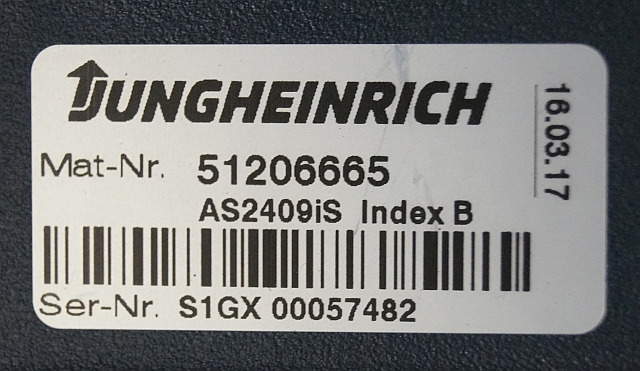 JUNGHEINRICH
Mat-Nr. 51206665
AS2409iS Index B
Ser-Nr. S1GX 00057482
16.03.17